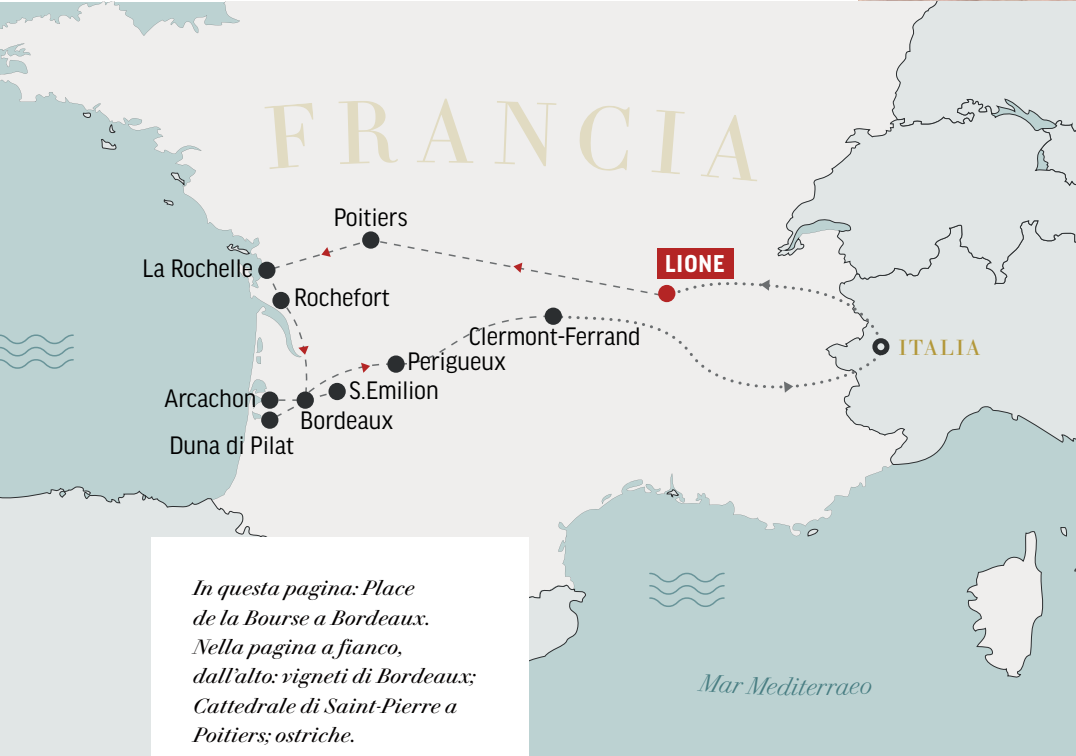 FRANCIA
Poitiers
LIONE
La Rochelle
Rochefort
Clermont-Ferrand
ITALIA
Perigueux
Arcachon
S.Emilion
Bordeaux
Duna di Pilat
In questa pagina: Place
de la Bourse a Bordeaux.
Nella pagina a fianco,
dall'alto: vigneti di Bordeaux;
Cattedrale di Saint-Pierre a
Poitiers; ostriche.
Mar Mediterraeo